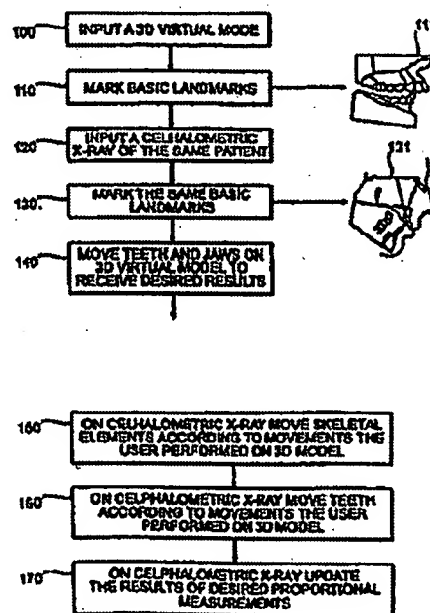 100
INPUT A 3D VIRTUAL MODE
11
110
MARK BASIC LANDMARKS
120
INPUT A CELHALOMETRIC
X-RAY OF THE SAME PATIENT
131
130.
MARK THE SAME BASIC
LANDMARKS
140
MOVE TEETH AND JAWS ON
3D VIRTUAL MODEL TO
RECEIVE DESIRED RESULTS
150
ON CELHALOMETRIC X-RAY MOVE SKELETAL
ELEMENTS ACCORDING TO MOVEMENTS THE
USER PERFORMED ON 3D MODEL
160
ON CELPHALOMETRIC X-RAY MOVE TEETH
ACCORDING TO MOVEMENTS THE USER
PERFORMED ON 3D MODEL
170
ON CELPHALOMETRIC X-RAY UPDATE
THE RESULTS OF DESIRED PROPORTIONAL
MEASUREMENTS